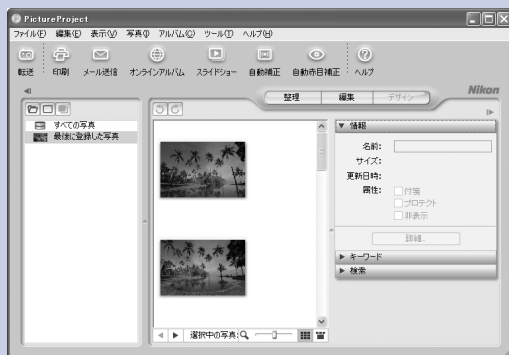 PictureProject
ファイル(F) 編集(E) 表示(V) 写真(I) アルバム(C) ツール(T) ヘルプ(H)
転送 印刷 メール送信 オンラインアルバム スライドショー 自動補正 自動赤目補正 ヘルプ
整理 編集 デザイン
Nikon
すべての写真
最後に登録した写真
情報
名前:
サイズ:
更新日時:
属性: 付箋
プロテクト
非表示
詳細...
キーワード
検索
選択中の写真: